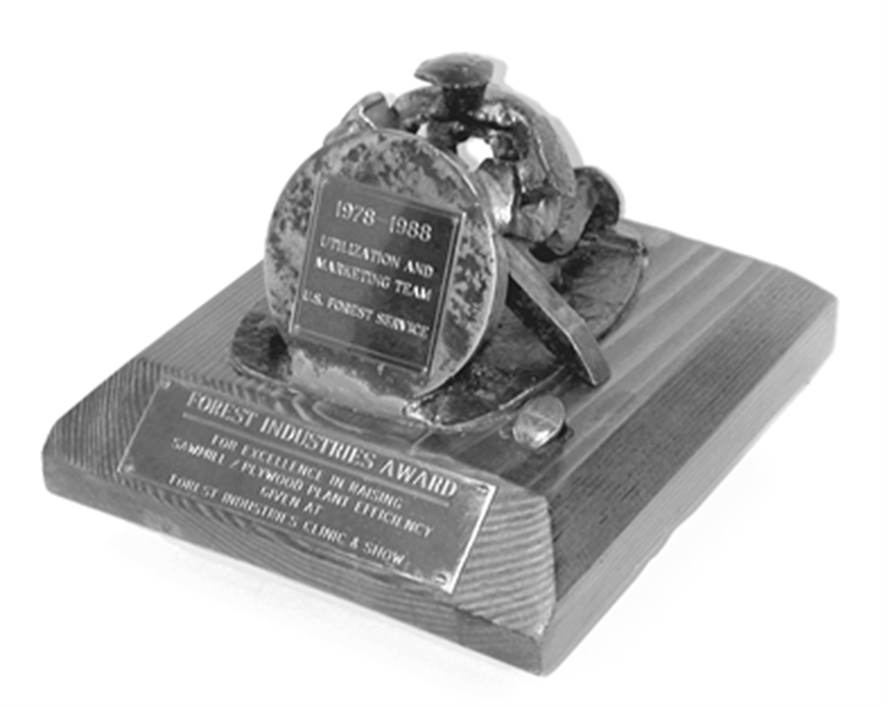 1978–1988
UTILIZATION AND
MARKETING TEAM
U.S. FOREST SERVICE
FOREST INDUSTRIES AWARD
FOR EXCELLENCE IN RAISING
SAWMILL / PLYWOOD PLANT EFFICIENCY
GIVEN AT
FOREST INDUSTRIES CLINIC & SHOW